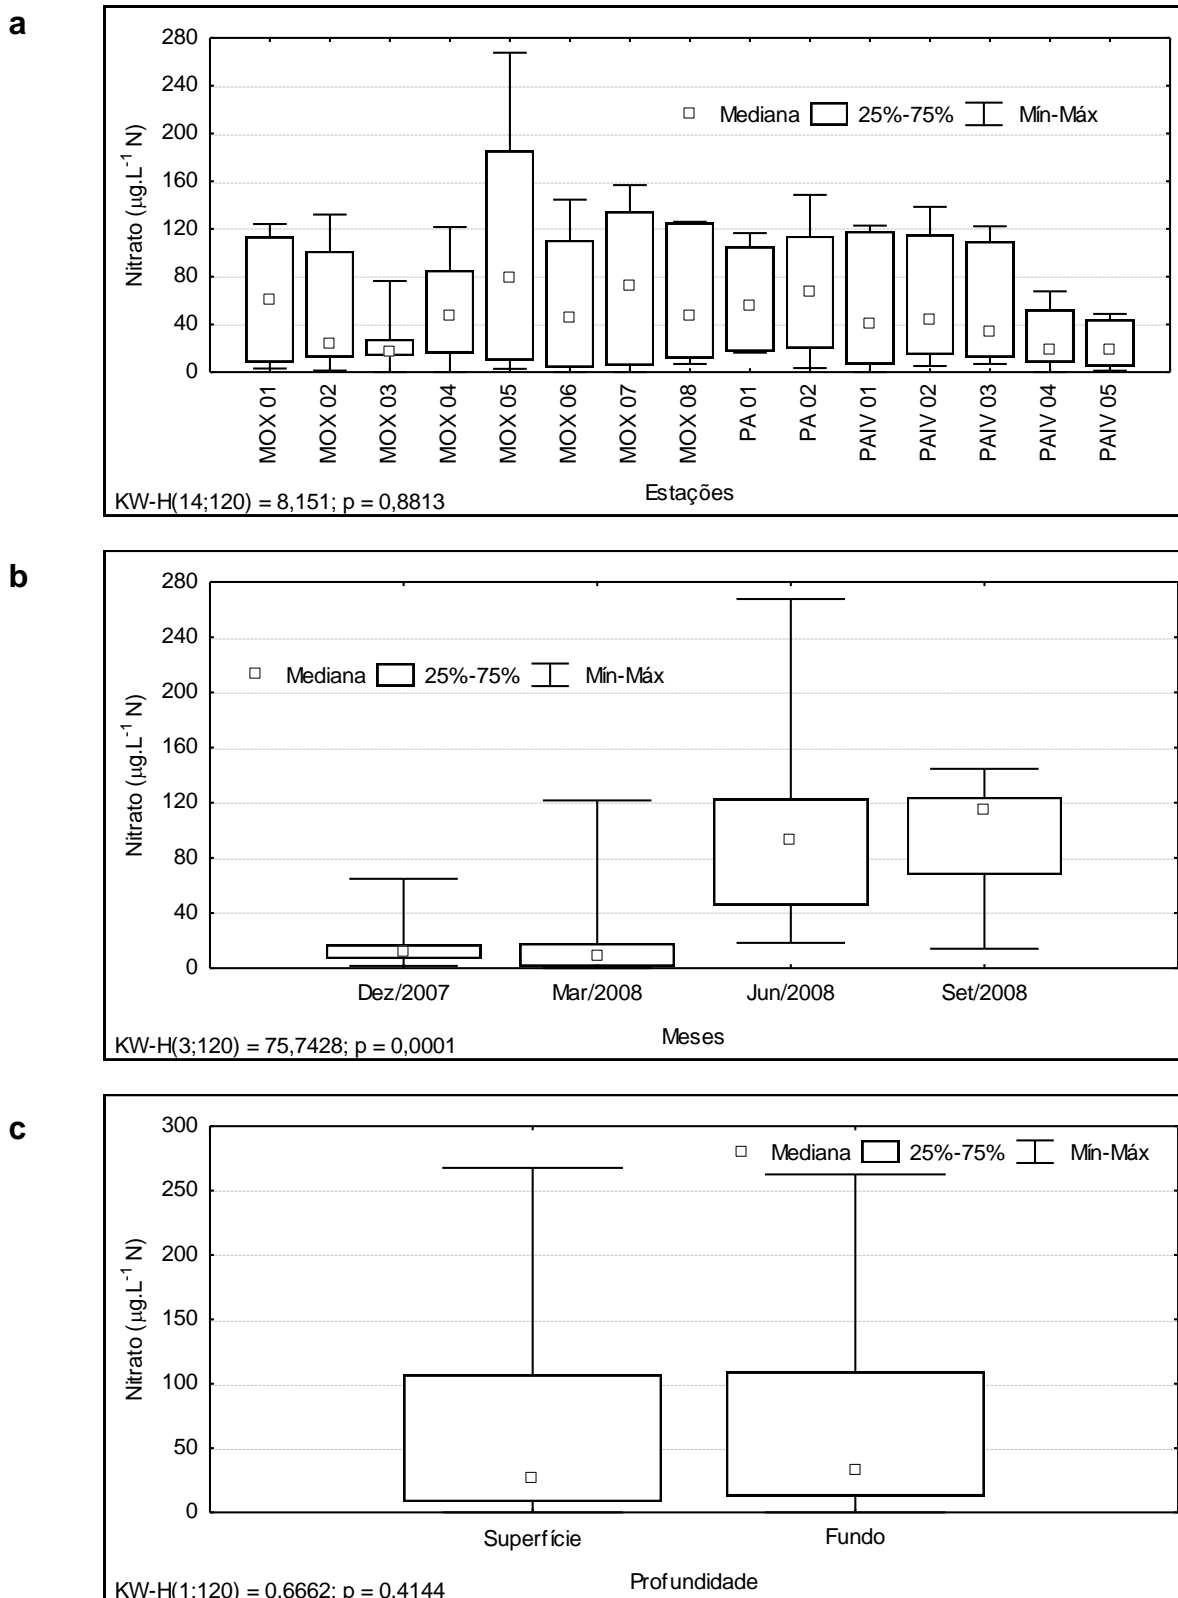 a
280
240
200
160
120
80
40
0
Nitrato (μg.L⁻¹ N)
Mediana 25%-75% Mín-Máx
MOX 01
MOX 02
MOX 03
MOX 04
MOX 05
MOX 06
MOX 07
MOX 08
PA 01
PA 02
PAIV 01
PAIV 02
PAIV 03
PAIV 04
PAIV 05
Estações
KW-H(14;120) = 8,151; p = 0,8813
b
280
240
200
160
120
80
40
0
Nitrato (μg.L⁻¹ N)
Mediana 25%-75% Mín-Máx
Dez/2007 Mar/2008 Jun/2008 Set/2008
Meses
KW-H(3;120) = 75,7428; p = 0,0001
c
300
250
200
150
100
50
0
Nitrato (μg.L⁻¹ N)
Mediana 25%-75% Mín-Máx
Superfície Fundo
Profundidade
KW-H(1;120) = 0,6662; p = 0,4144